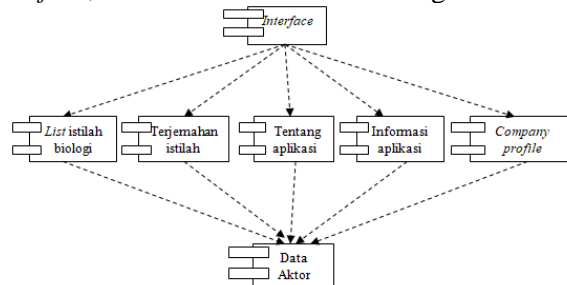 Interface
List istilah
biologi
Terjemahan
istilah
Tentang
aplikasi
Informasi
aplikasi
Company
profile
Data
Aktor